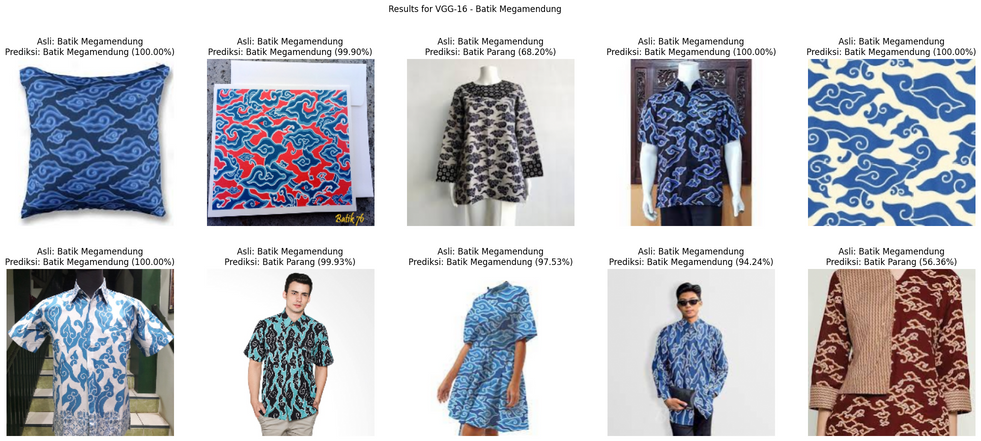 Results for VGG-16 - Batik Megamendung
Asli: Batik Megamendung
Prediksi: Batik Megamendung (100.00%)
Asli: Batik Megamendung
Prediksi: Batik Megamendung (99.90%)
Asli: Batik Megamendung
Prediksi: Batik Parang (68.20%)
Asli: Batik Megamendung
Prediksi: Batik Megamendung (100.00%)
Asli: Batik Megamendung
Prediksi: Batik Megamendung (100.00%)
Batik 76
Asli: Batik Megamendung
Prediksi: Batik Megamendung (100.00%)
Asli: Batik Megamendung
Prediksi: Batik Parang (99.93%)
Asli: Batik Megamendung
Prediksi: Batik Megamendung (97.53%)
Asli: Batik Megamendung
Prediksi: Batik Megamendung (94.24%)
Asli: Batik Megamendung
Prediksi: Batik Parang (56.36%)